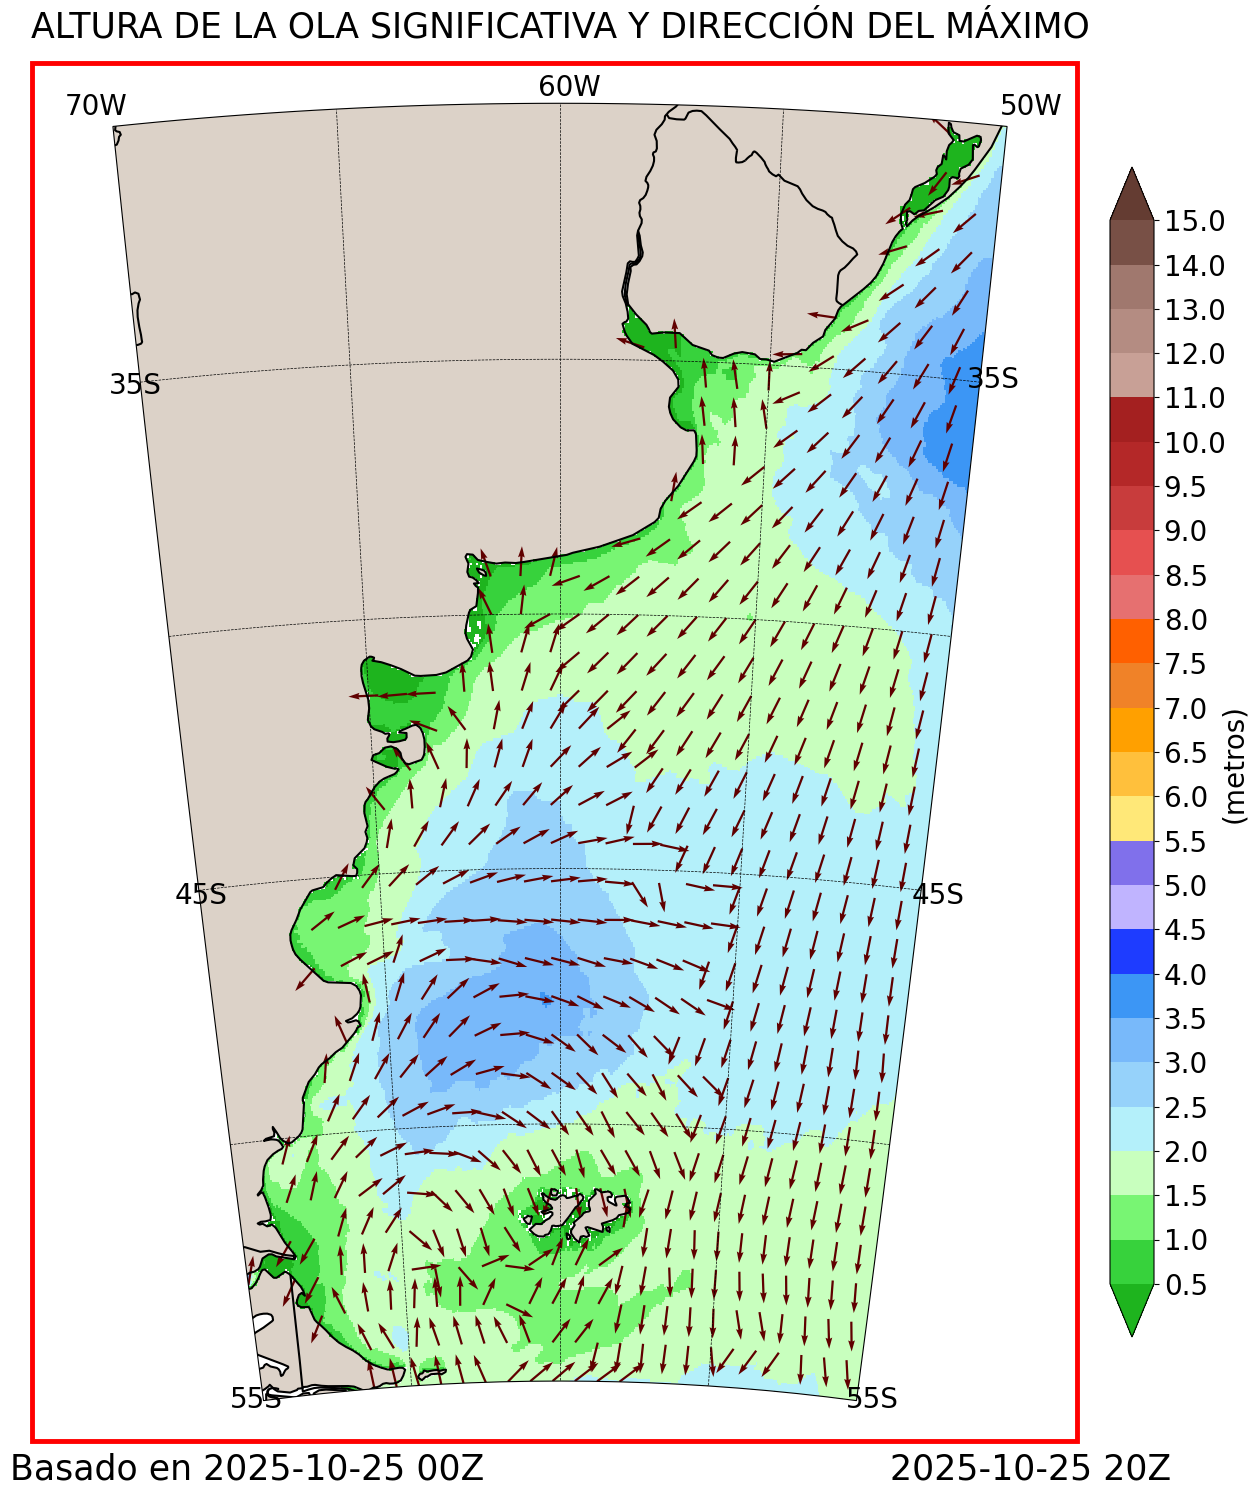 ALTURA DE LA OLA SIGNIFICATIVA Y DIRECCIÓN DEL MÁXIMO
70W
60W
50W
35S
35S
45S
45S
55S
55S
15.0
14.0
13.0
12.0
11.0
10.0
9.5
9.0
8.5
8.0
7.5
7.0
6.5
6.0
5.5
5.0
4.5
4.0
3.5
3.0
2.5
2.0
1.5
1.0
0.5
(metros)
Basado en 2025-10-25 00Z
2025-10-25 20Z